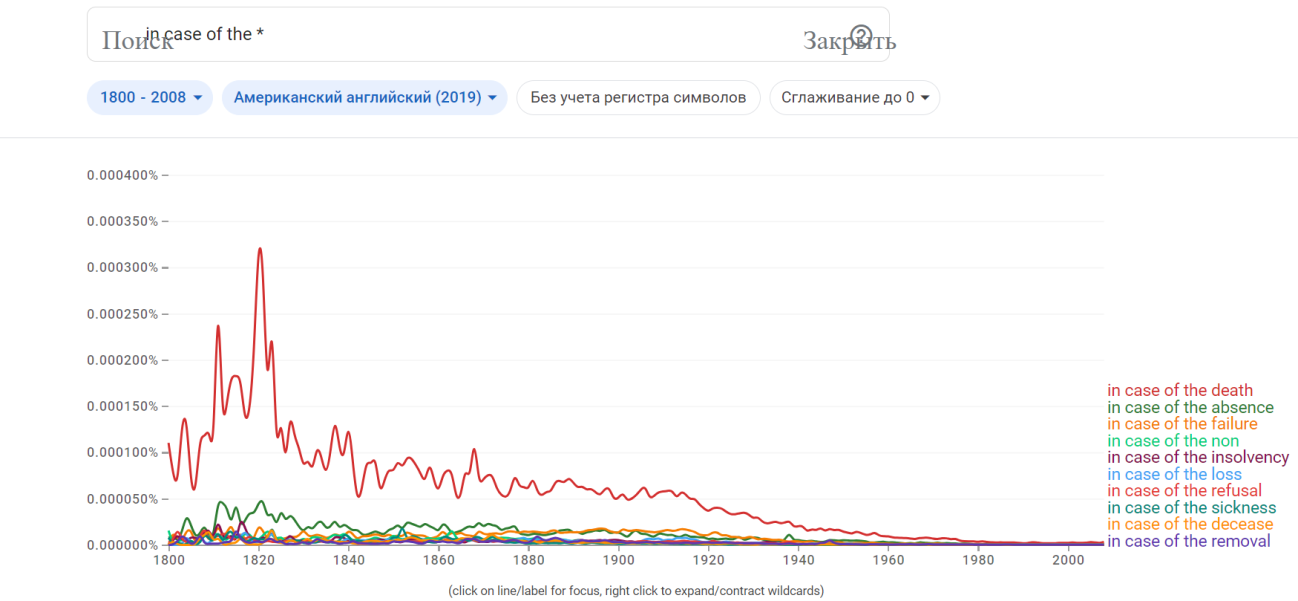 in case of the *
Поиск
Закрыть
1800 - 2008
Американский английский (2019)
Без учета регистра символов
Сглаживание до 0
0.000400%
0.000350%
0.000300%
0.000250%
0.000200%
0.000150%
0.000100%
0.000050%
0.000000%
in case of the death
in case of the absence
in case of the failure
in case of the non
in case of the insolvency
in case of the loss
in case of the refusal
in case of the sickness
in case of the decease
in case of the removal
1800 1820 1840 1860 1880 1900 1920 1940 1960 1980 2000
(click on line/label for focus, right click to expand/contract wildcards)